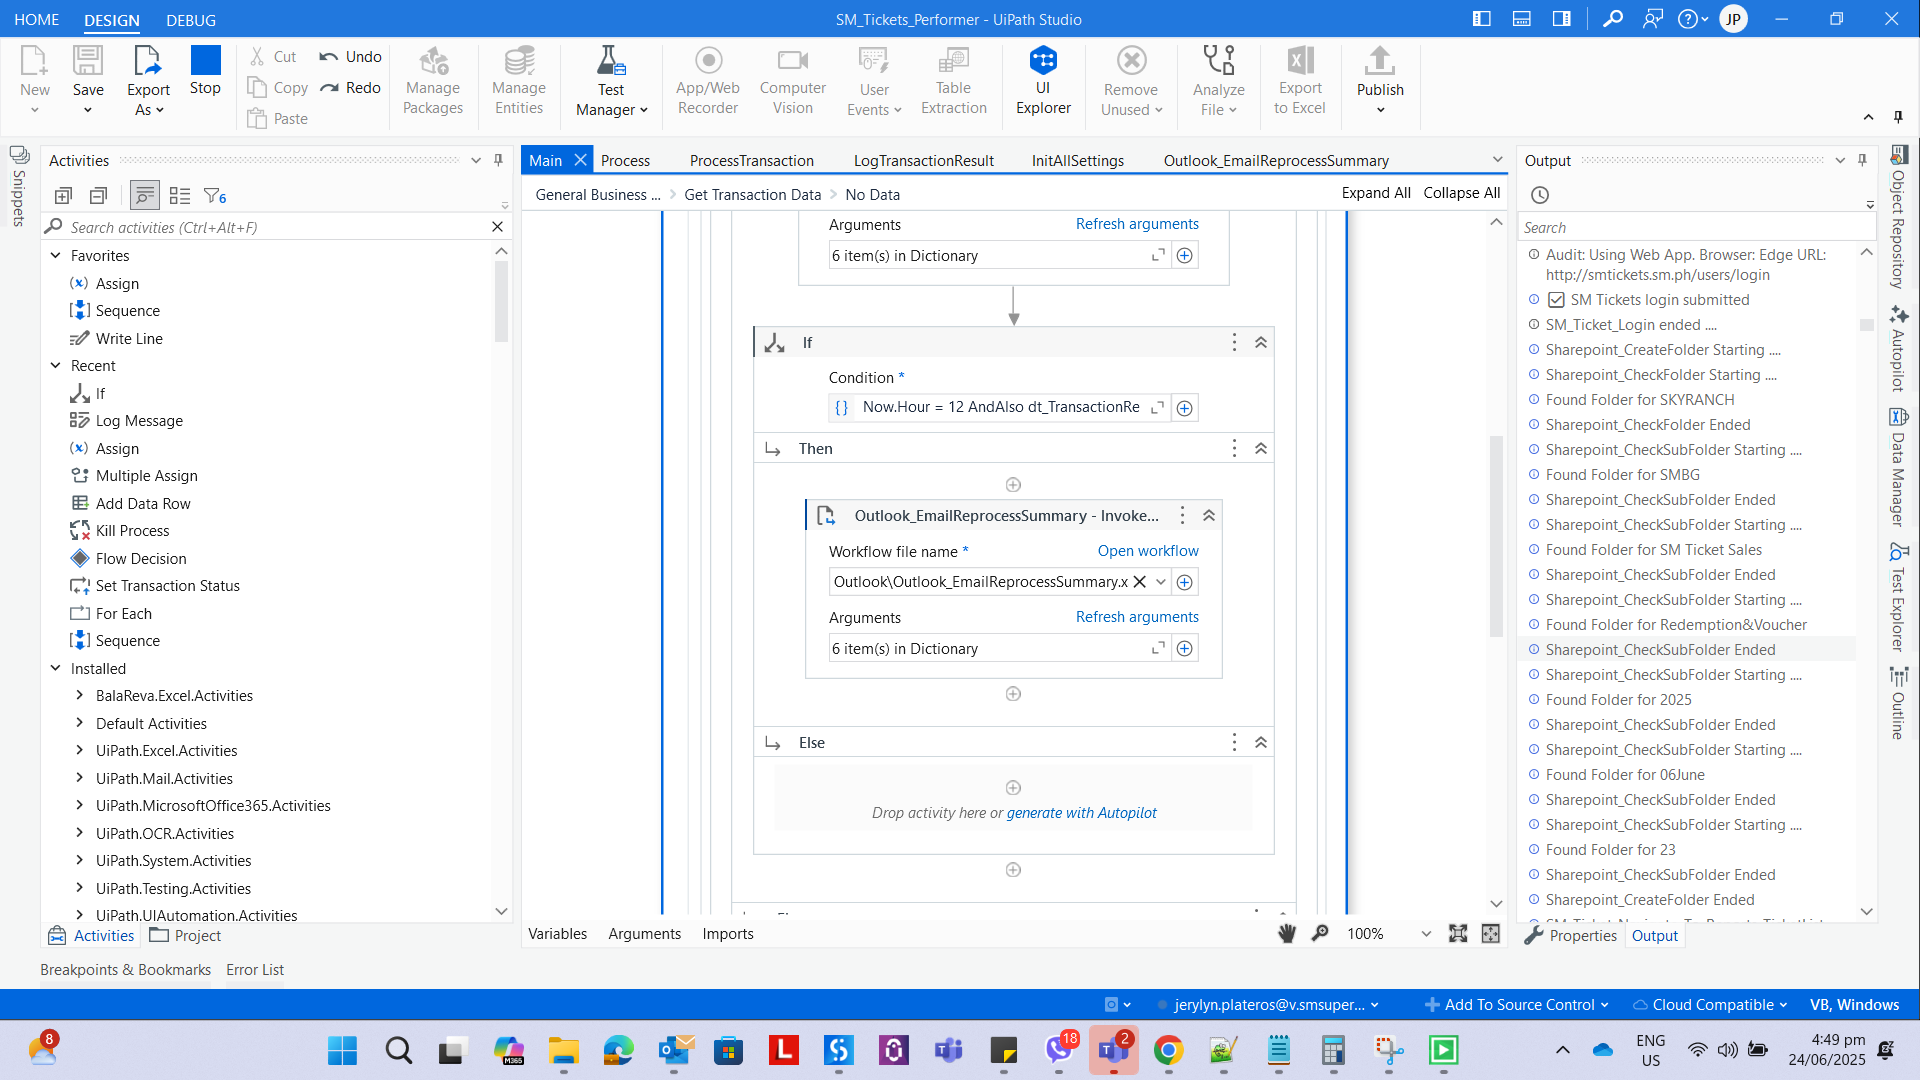 HOME
DESIGN
DEBUG
SM_Tickets_Performer - UiPath Studio
JP
New
Save
Export As
Stop
Cut
Copy
Paste
Undo
Redo
Manage Packages
Manage Entities
Test Manager
App/Web Recorder
Computer Vision
User Events
Table Extraction
UI Explorer
Remove Unused
Analyze File
Export to Excel
Publish
Snippets
Activities
6
Search activities (Ctrl+Alt+F)
Favorites
Assign
Sequence
Write Line
Recent
If
Log Message
Assign
Multiple Assign
Add Data Row
Kill Process
Flow Decision
Set Transaction Status
For Each
Sequence
Installed
BalaReva.Excel.Activities
Default Activities
UiPath.Excel.Activities
UiPath.Mail.Activities
UiPath.MicrosoftOffice365.Activities
UiPath.OCR.Activities
UiPath.System.Activities
UiPath.Testing.Activities
UiPath.UIAutomation.Activities
Activities
Project
Main
Process
ProcessTransaction
LogTransactionResult
InitAllSettings
Outlook_EmailReprocessSummary
General Business ...
Get Transaction Data
No Data
Expand All
Collapse All
Arguments
Refresh arguments
6 item(s) in Dictionary
If
Condition *
Now.Hour = 12 AndAlso dt_TransactionRe
Then
Outlook_EmailReprocessSummary - Invoke...
Workflow file name *
Open workflow
Outlook\Outlook_EmailReprocessSummary.x
Arguments
Refresh arguments
6 item(s) in Dictionary
Else
Drop activity here or generate with Autopilot
Variables
Arguments
Imports
100%
Output
Search
Audit: Using Web App. Browser: Edge URL:
http://smtickets.sm.ph/users/login
SM Tickets login submitted
SM_Ticket_Login ended ....
Sharepoint_CreateFolder Starting ....
Sharepoint_CheckFolder Starting ....
Found Folder for SKYRANCH
Sharepoint_CheckFolder Ended
Sharepoint_CheckSubFolder Starting ....
Found Folder for SMBG
Sharepoint_CheckSubFolder Ended
Sharepoint_CheckSubFolder Starting ....
Found Folder for SM Ticket Sales
Sharepoint_CheckSubFolder Ended
Sharepoint_CheckSubFolder Starting ....
Found Folder for Redemption&Voucher
Sharepoint_CheckSubFolder Ended
Sharepoint_CheckSubFolder Starting ....
Found Folder for 2025
Sharepoint_CheckSubFolder Ended
Sharepoint_CheckSubFolder Starting ....
Found Folder for 06June
Sharepoint_CheckSubFolder Ended
Sharepoint_CheckSubFolder Starting ....
Found Folder for 23
Sharepoint_CheckSubFolder Ended
Sharepoint_CreateFolder Ended
Properties
Output
Object Repository
Autopilot
Data Manager
Test Explorer
Outline
Breakpoints & Bookmarks
Error List
jerylyn.plateros@v.smsuper...
Add To Source Control
Cloud Compatible
VB, Windows
8
M365
18
2
ENG
US
4:49 pm
24/06/2025